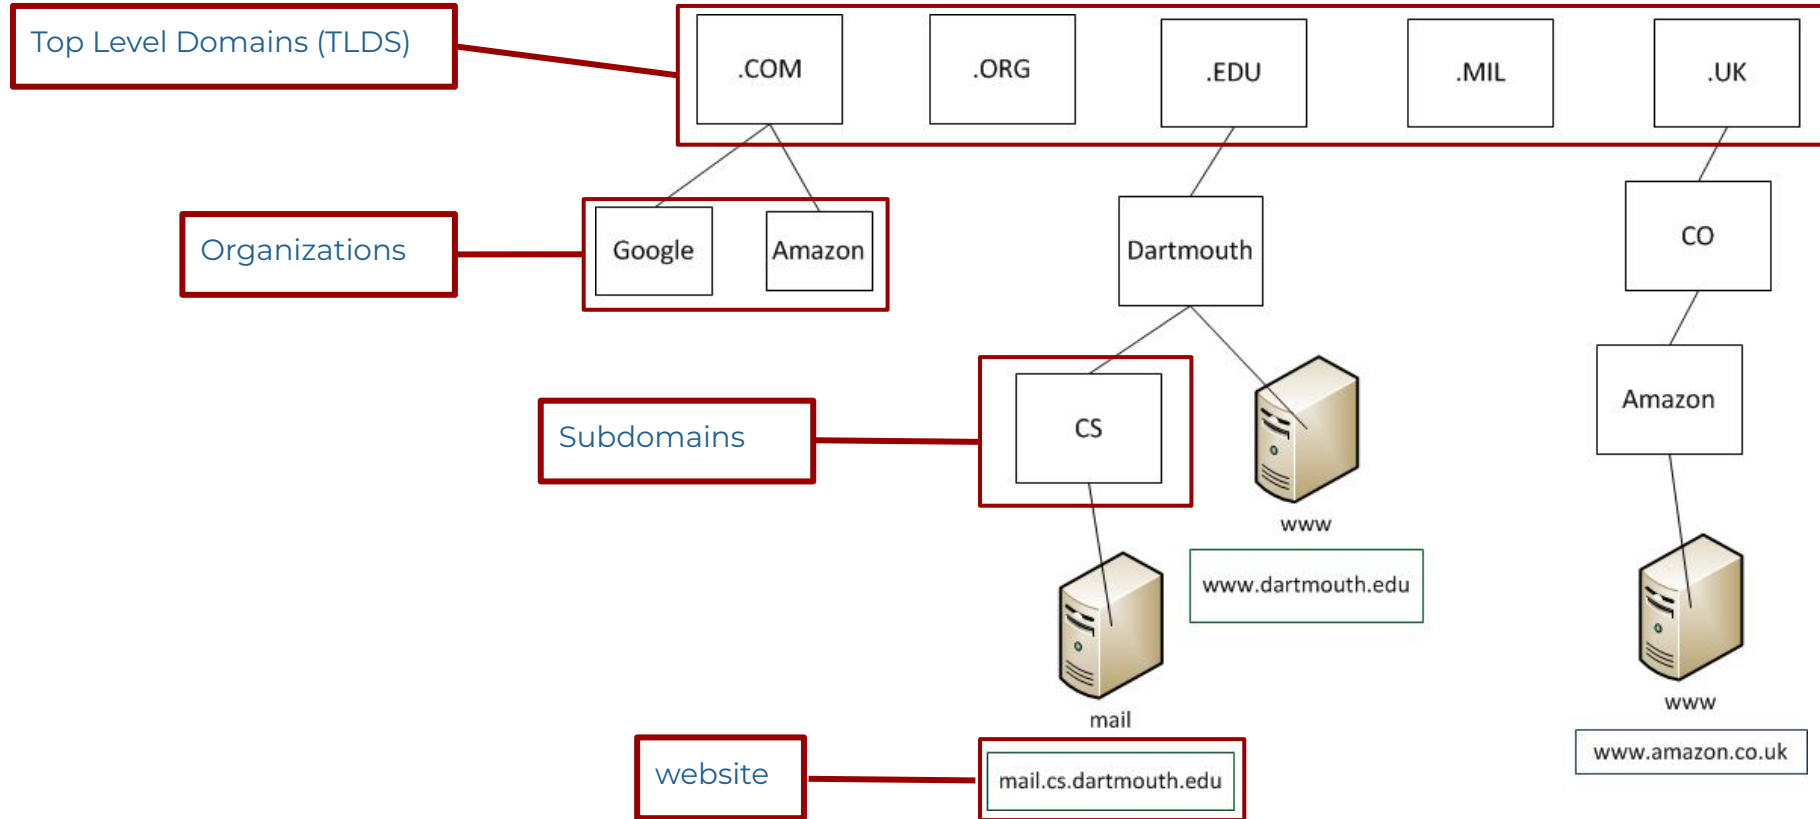 Top Level Domains (TLDS)
.COM
.ORG
.EDU
.MIL
.UK
Organizations
Google
Amazon
Dartmouth
CO
Subdomains
CS
Amazon
www
www.dartmouth.edu
mail
www
website
mail.cs.dartmouth.edu
www.amazon.co.uk